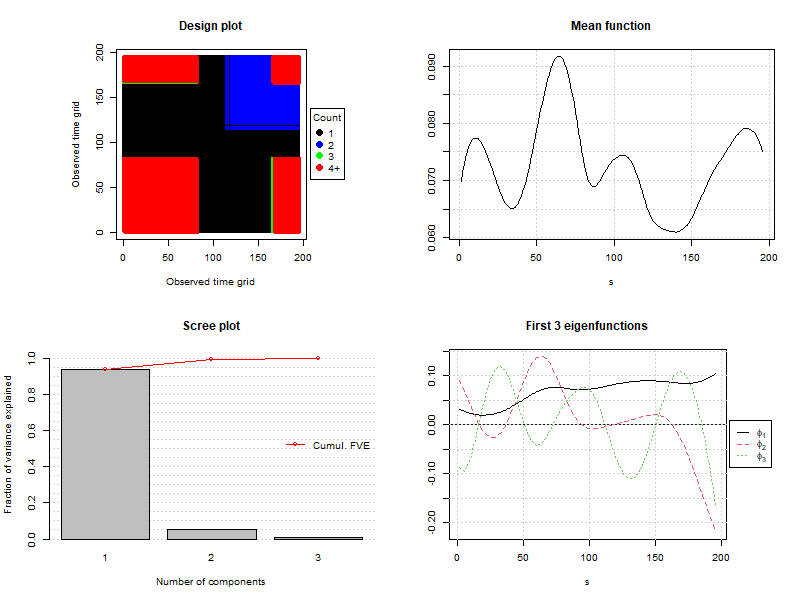 Design plot
200
150
100
50
0
Observed time grid
0 50 100 150 200
Observed time grid
Count
1
2
3
4+
Mean function
0.090
0.080
0.070
0.060
0 50 100 150 200
s
Scree plot
1.0
0.8
0.6
0.4
0.2
0.0
Fraction of variance explained
Cumul. FVE
1 2 3
Number of components
First 3 eigenfunctions
0.10
0.00
-0.10
-0.20
0 50 100 150 200
s
ϕ1
ϕ2
ϕ3